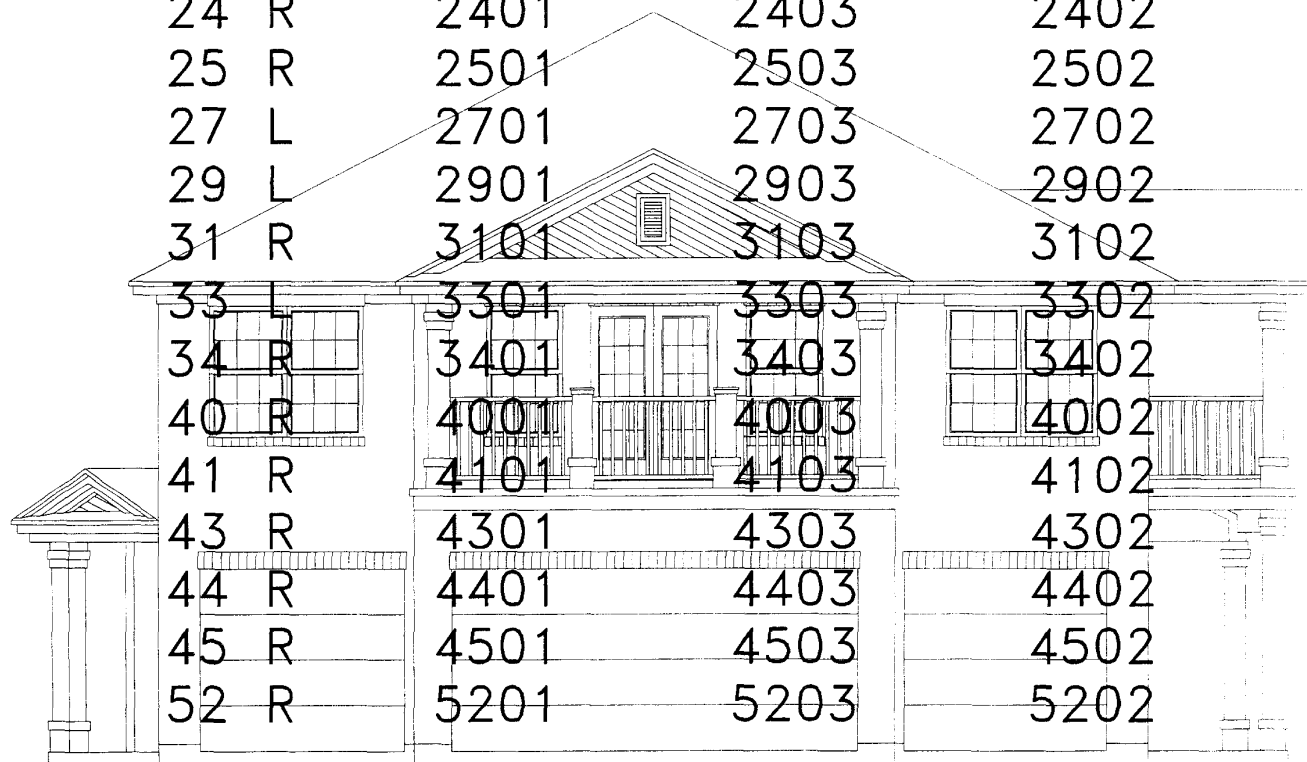 24 R 2401 2403 2402
25 R 2501 2503 2502
27 L 2701 2703 2702
29 L 2901 2903 2902
31 R 3101 3103 3102
33 L 3301 3303 3302
34 R 3401 3403 3402
40 R 4001 4003 4002
41 R 4101 4103 4102
43 R 4301 4303 4302
44 R 4401 4403 4402
45 R 4501 4503 4502
52 R 5201 5203 5202